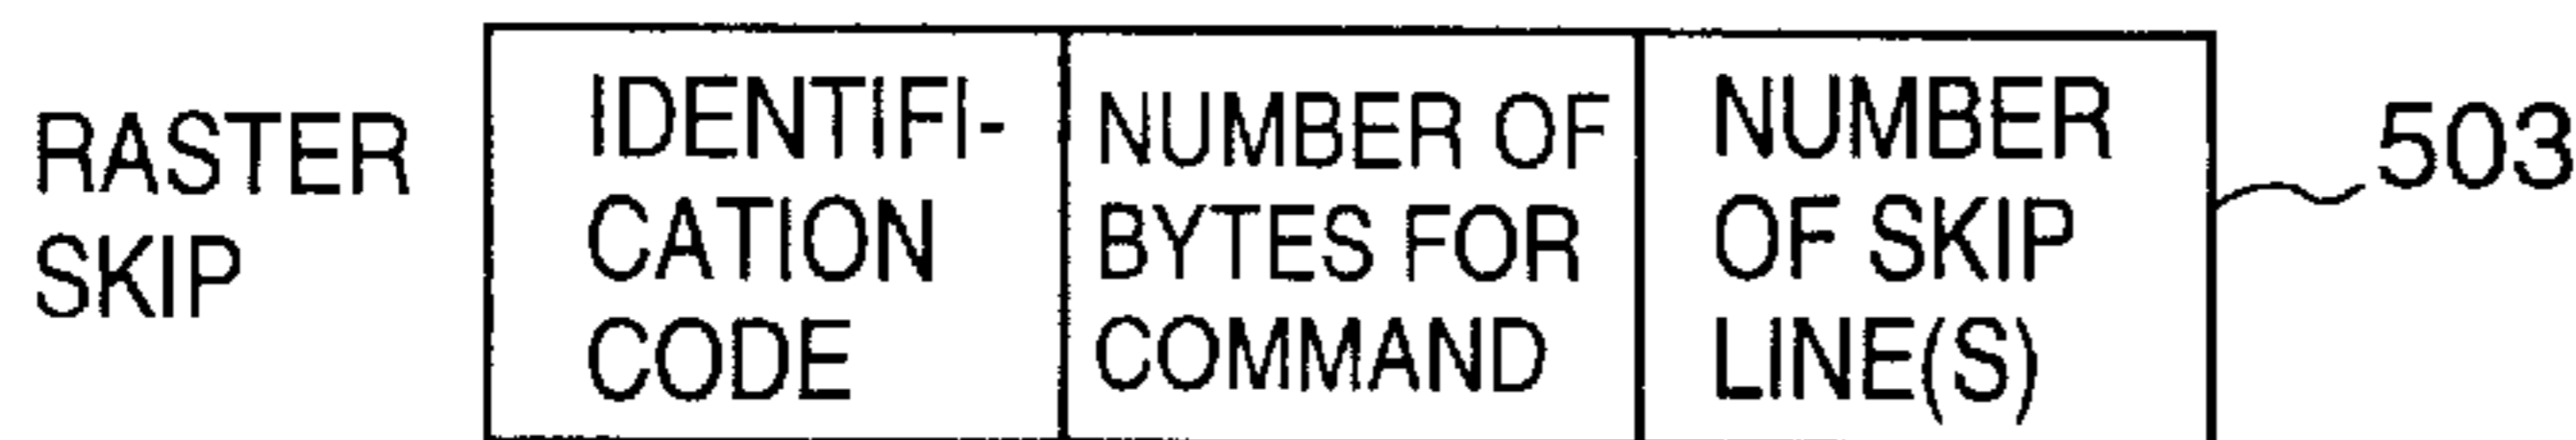 RASTER
SKIP
IDENTIFI-
CATION
CODE
NUMBER OF
BYTES FOR
COMMAND
NUMBER
OF SKIP
LINE(S)
503